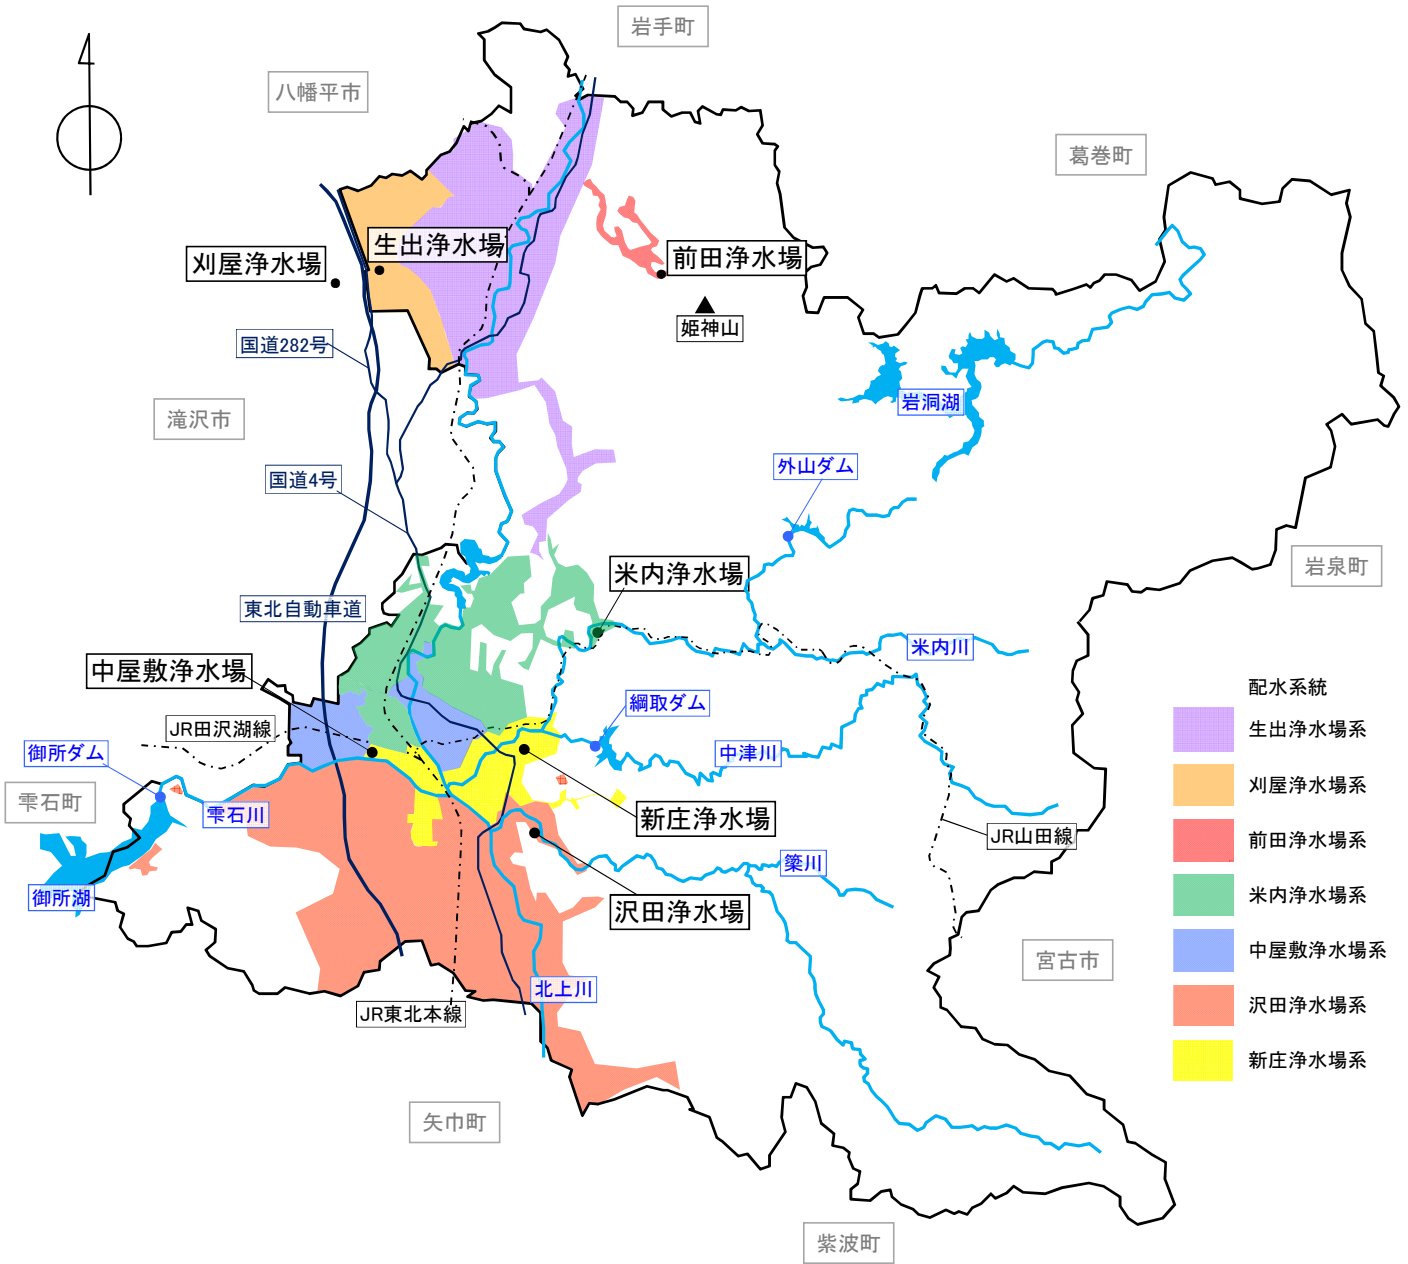 岩手町
八幡平市
葛巻町
生出浄水場
刈屋浄水場
前田浄水場
姫神山
国道282号
滝沢市
岩洞湖
外山ダム
国道4号
米内浄水場
岩泉町
東北自動車道
米内川
中屋敷浄水場
綱取ダム
JR田沢湖線
御所ダム
中津川
雫石町
雫石川
新庄浄水場
JR山田線
簗川
御所湖
沢田浄水場
宮古市
北上川
JR東北本線
矢巾町
紫波町
配水系統
生出浄水場系
刈屋浄水場系
前田浄水場系
米内浄水場系
中屋敷浄水場系
沢田浄水場系
新庄浄水場系